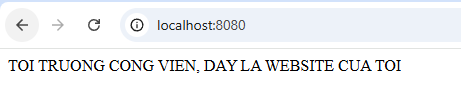 localhost:8080
TOI TRUONG CONG VIEN, DAY LA WEBSITE CUA TOI